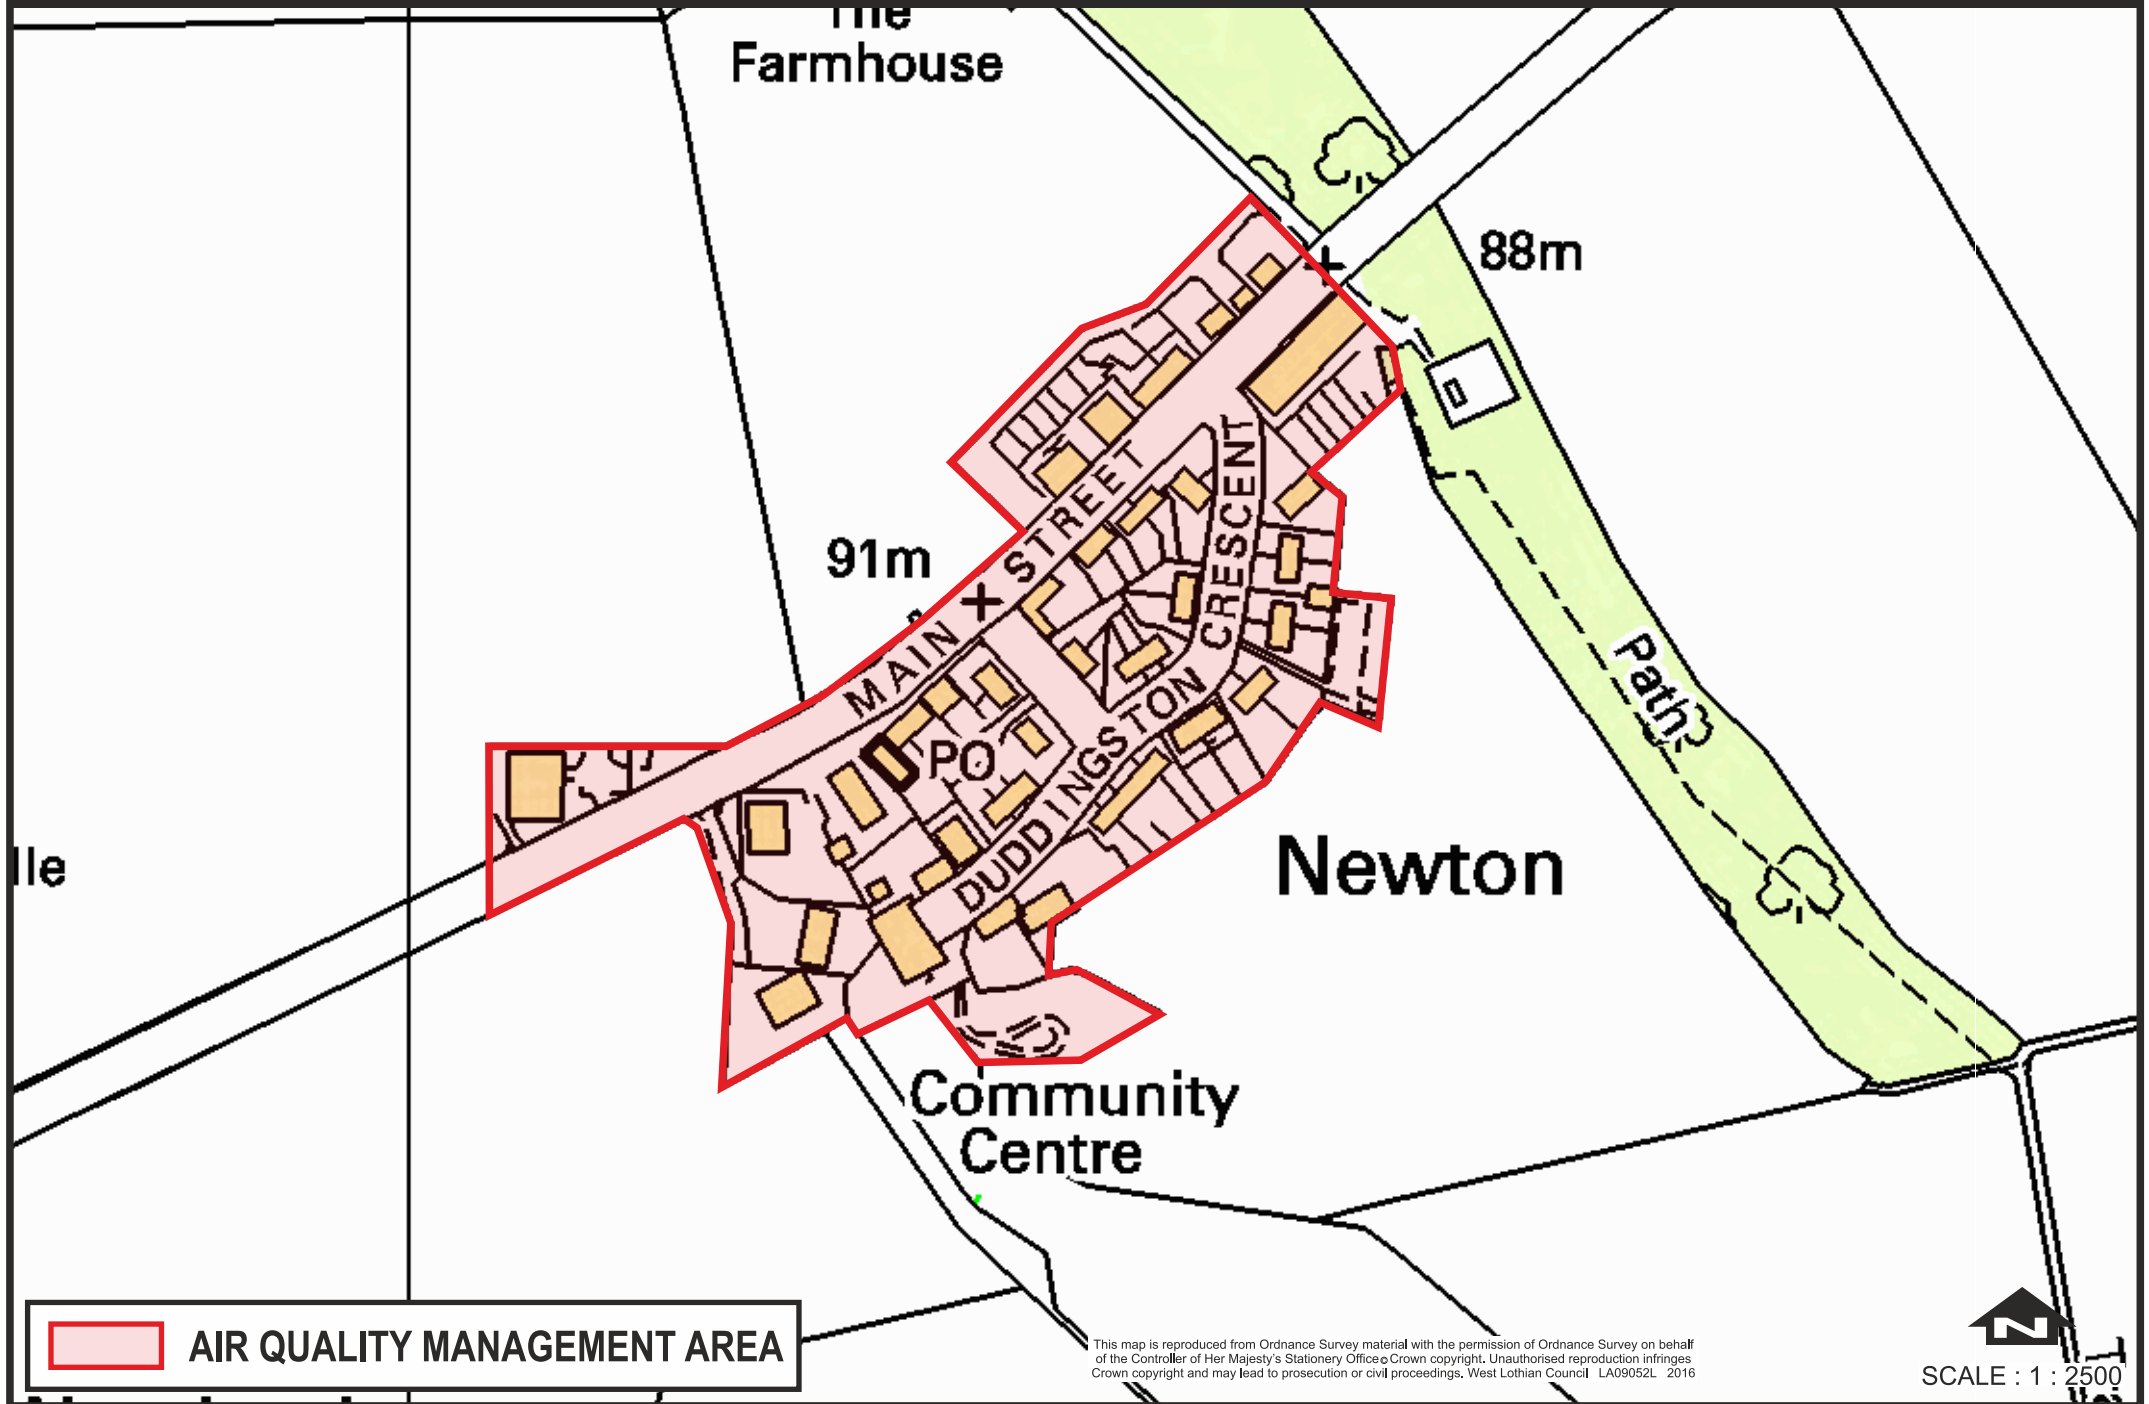 The
Farmhouse
88m
91m
MAIN STREET
DUDDINGSTON CRESCENT
PO
Path
lle
Newton
Community
Centre
AIR QUALITY MANAGEMENT AREA
This map is reproduced from Ordnance Survey material with the permission of Ordnance Survey on behalf
of the Controller of Her Majesty's Stationery Office © Crown copyright. Unauthorised reproduction infringes
Crown copyright and may lead to prosecution or civil proceedings. West Lothian Council LA09052L 2016
N
SCALE : 1 : 2500